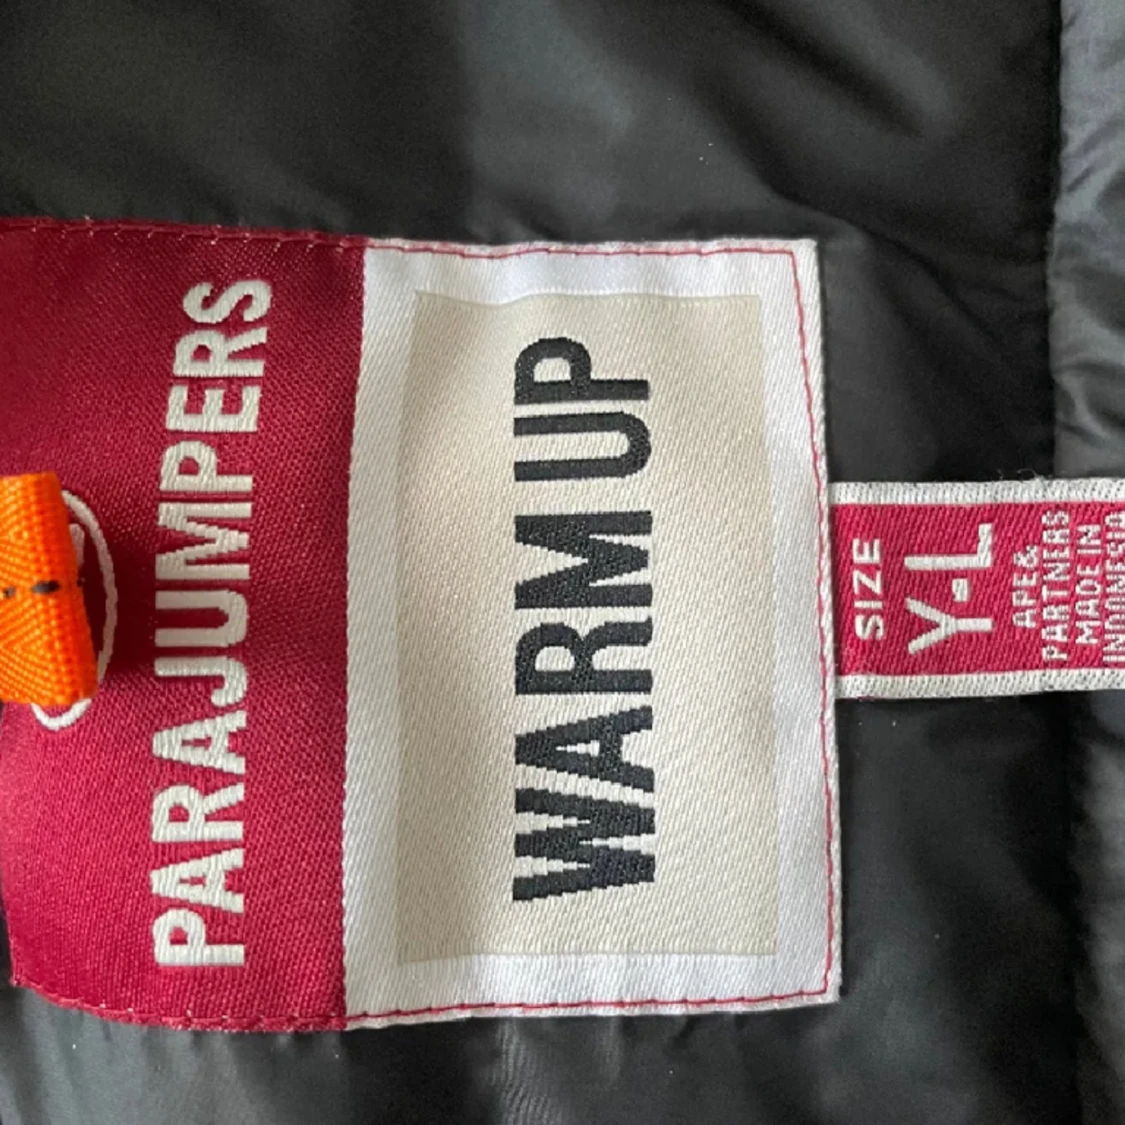 PARAJUMPERS
WARM UP
SIZE
Y-L
APE&
PARTNERS
MADE IN
INDONESIA